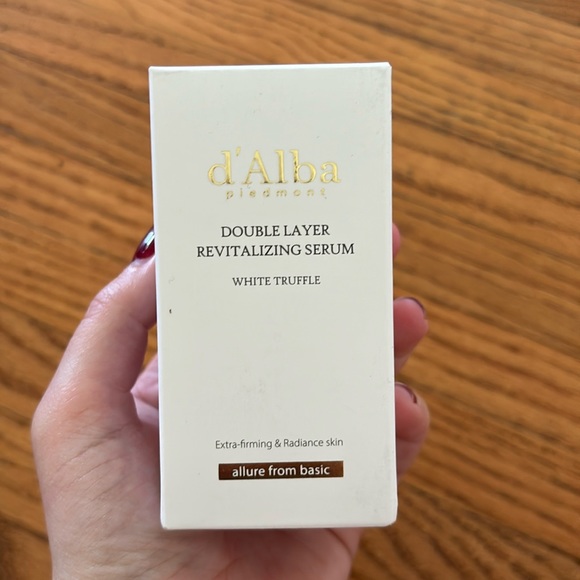 d'Alba
piedmont
DOUBLE LAYER
REVITALIZING SERUM
WHITE TRUFFLE
Extra-firming & Radiance skin
allure from basic